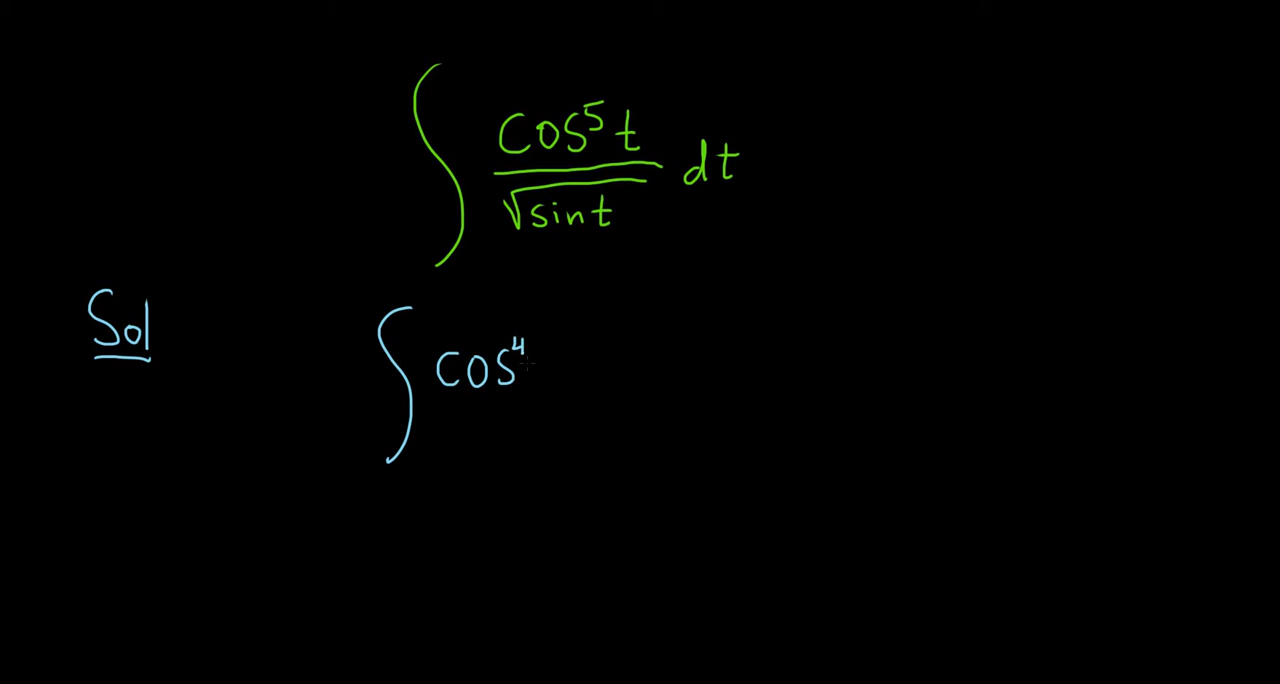 ∫ cos⁵t / √sint dt
Sol ∫ cos⁴